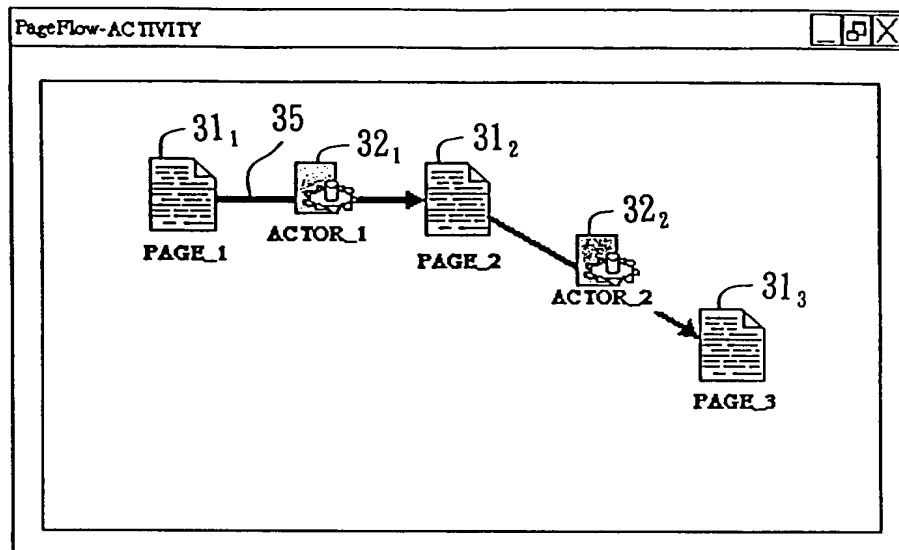 PageFlow-ACTIVITY
31₁
35
32₁
31₂
PAGE_1
ACTOR_1
PAGE_2
32₂
ACTOR_2
31₃
PAGE_3